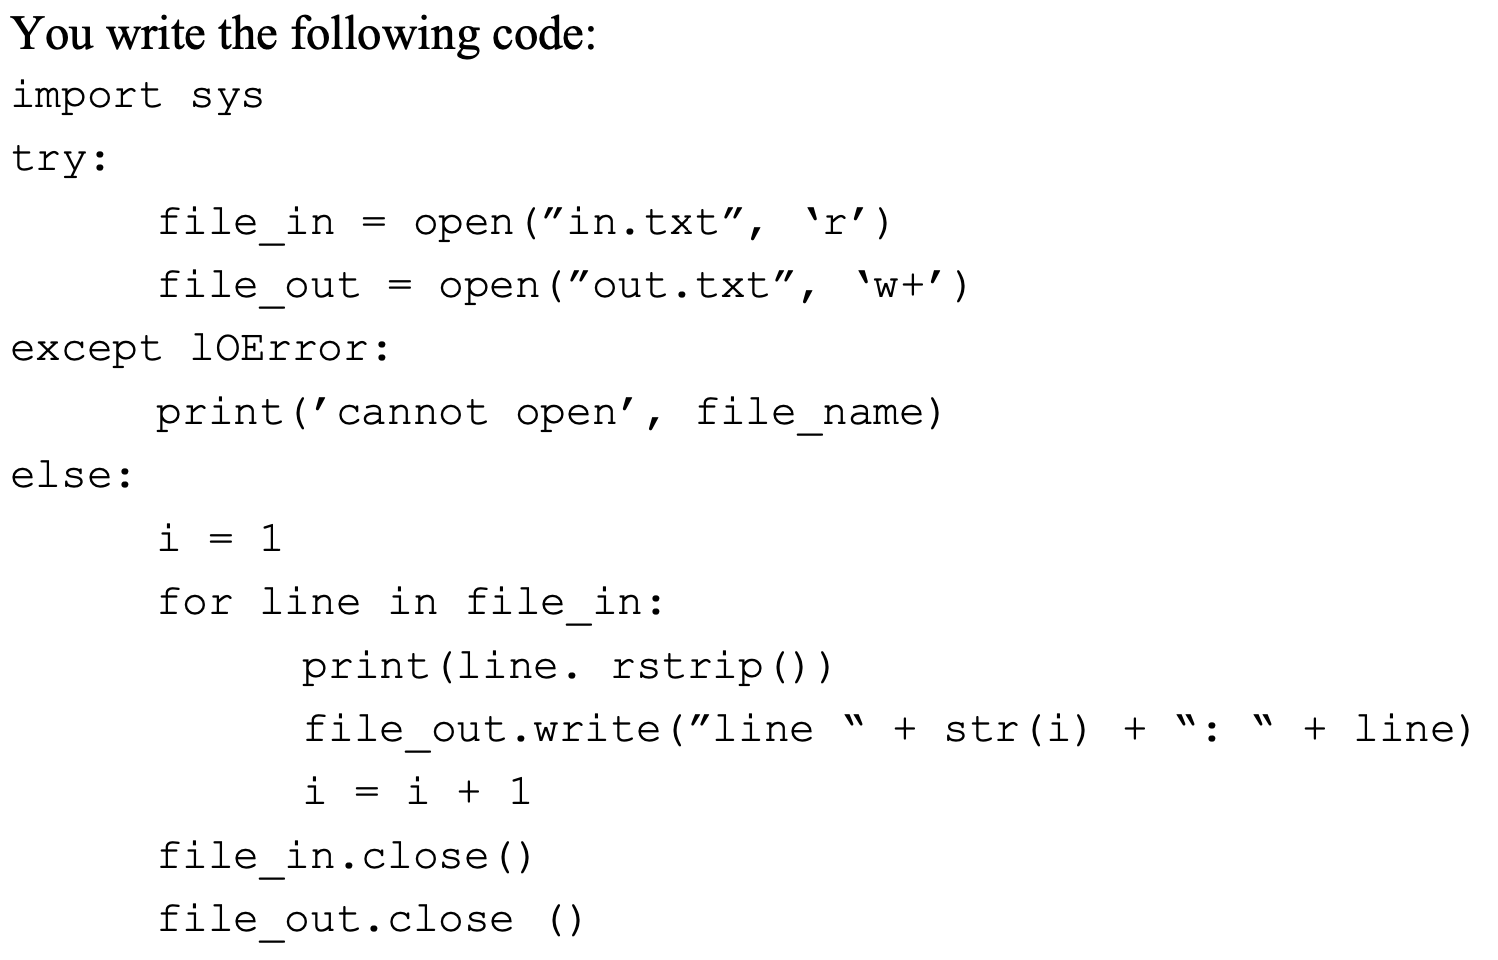 You write the following code:
import sys
try:
file_in = open(”in.txt”, ‘r’)
file_out = open(”out.txt”, ‘w+’)
except lOError:
print(’cannot open’, file_name)
else:
i = 1
for line in file_in:
print(line. rstrip())
file_out.write(”line “ + str(i) + “: “ + line)
i = i + 1
file_in.close()
file_out.close ()